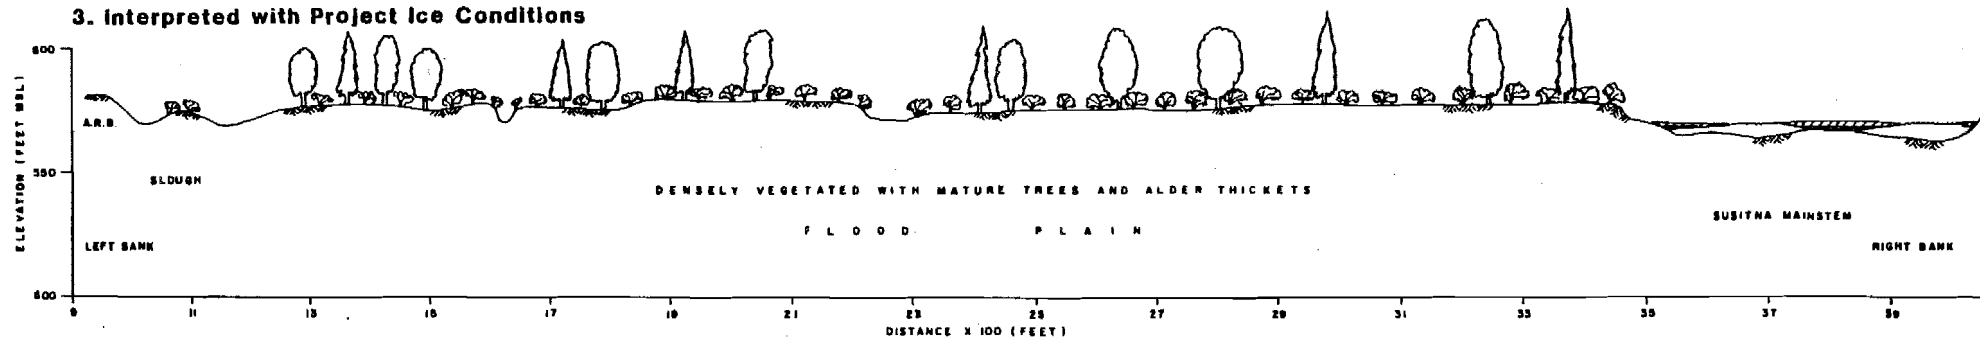 3. Interpreted with Project Ice Conditions
600
ELEVATION (FEET MSL)
A.R.B.
550
SLOUGH
DENSELY VEGETATED WITH MATURE TREES AND ALDER THICKETS
SUSITNA MAINSTEM
FLOOD PLAIN
LEFT BANK
RIGHT BANK
500
9 11 13 15 17 19 21 23 25 27 29 31 33 35 37 39
DISTANCE X 100 (FEET)